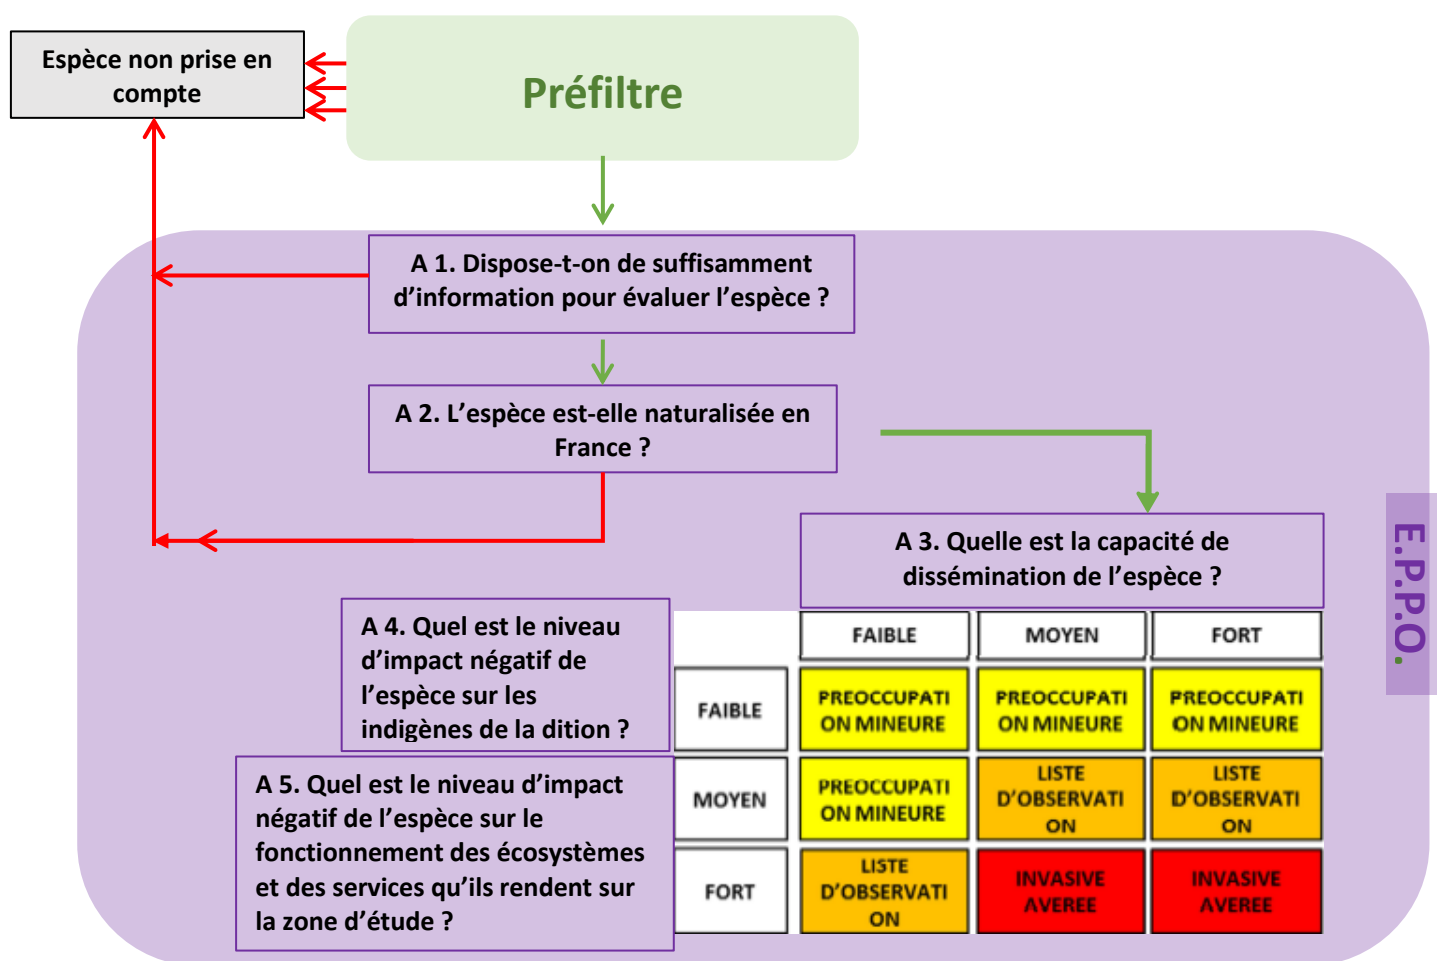 Espèce non prise en
compte
Préfiltre
A 1. Dispose-t-on de suffisamment
d’information pour évaluer l’espèce ?
A 2. L’espèce est-elle naturalisée en
France ?
A 3. Quelle est la capacité de
dissémination de l’espèce ?
E.P.P.O.
A 4. Quel est le niveau
d’impact négatif de
l’espèce sur les
indigènes de la dition ?
A 5. Quel est le niveau d’impact
négatif de l’espèce sur le
fonctionnement des écosystèmes
et des services qu’ils rendent sur
la zone d’étude ?
FAIBLE
MOYEN
FORT
FAIBLE
PREOCCUPATI
ON MINEURE
PREOCCUPATI
ON MINEURE
PREOCCUPATI
ON MINEURE
MOYEN
PREOCCUPATI
ON MINEURE
LISTE
D’OBSERVATI
ON
LISTE
D’OBSERVATI
ON
FORT
LISTE
D’OBSERVATI
ON
INVASIVE
AVEREE
INVASIVE
AVEREE